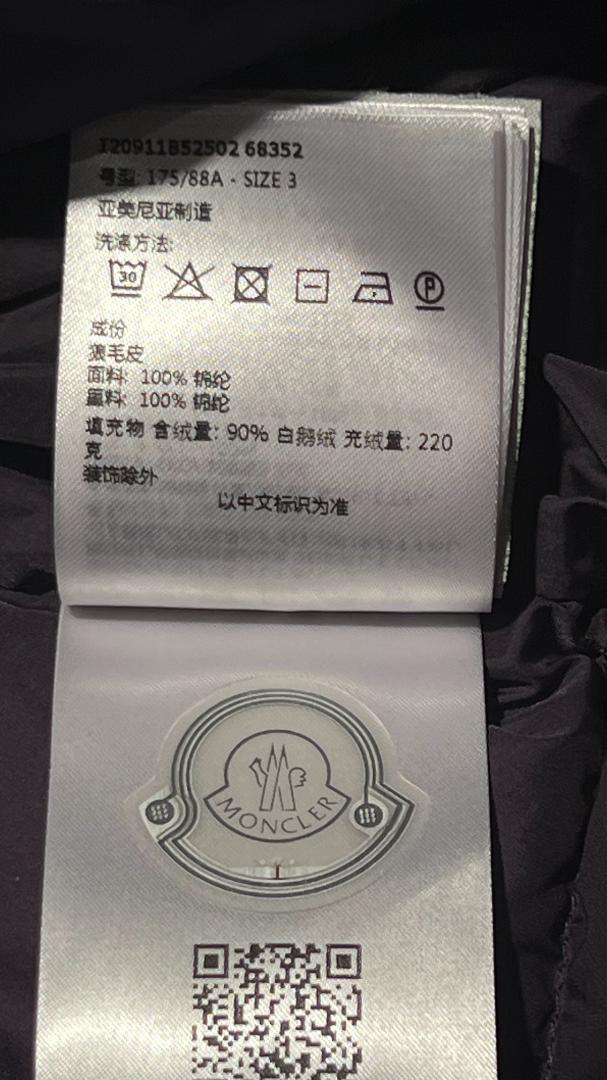 I20911B52502 68352
号型: 175/88A - SIZE 3
亚美尼亚制造
洗涤方法:
30
P
成份
狼毛皮
面料: 100% 锦纶
里料: 100% 锦纶
填充物 含绒量: 90% 白鹅绒 充绒量: 220
克
装饰除外
以中文标识为准
MONCLER